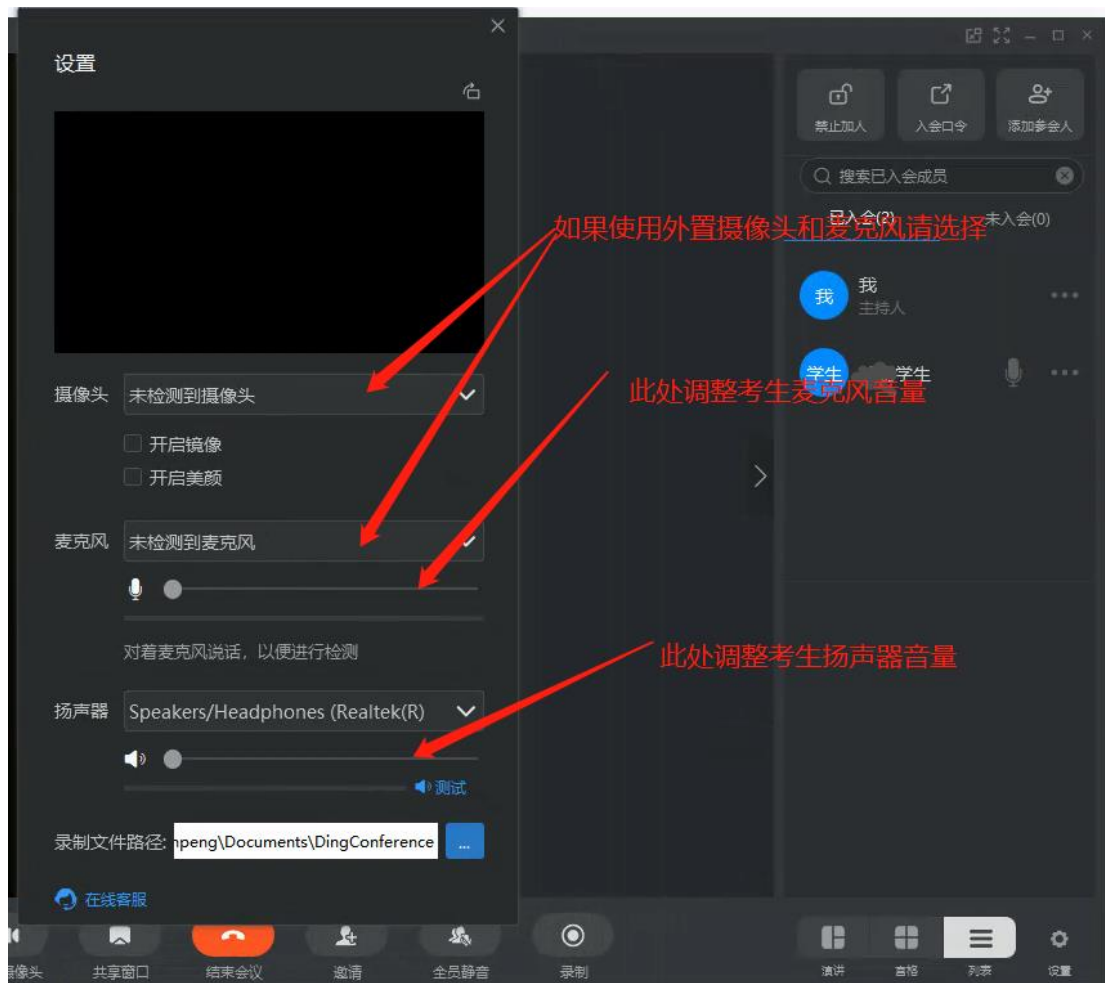 设置
禁止加人
入会口令
添加参会人
搜索已入会成员
已入会(2)
未入会(0)
如果使用外置摄像头和麦克风请选择
我
我
主持人
学生
学生
此处调整考生麦克风音量
摄像头
未检测到摄像头
开启镜像
开启美颜
麦克风
未检测到麦克风
对着麦克风说话，以便进行检测
此处调整考生扬声器音量
扬声器
Speakers/Headphones (Realtek(R)
测试
录制文件路径:
npeng\Documents\DingConference
...
在线客服
摄像头
共享窗口
结束会议
邀请
全员静音
录制
演讲
宫格
列表
设置